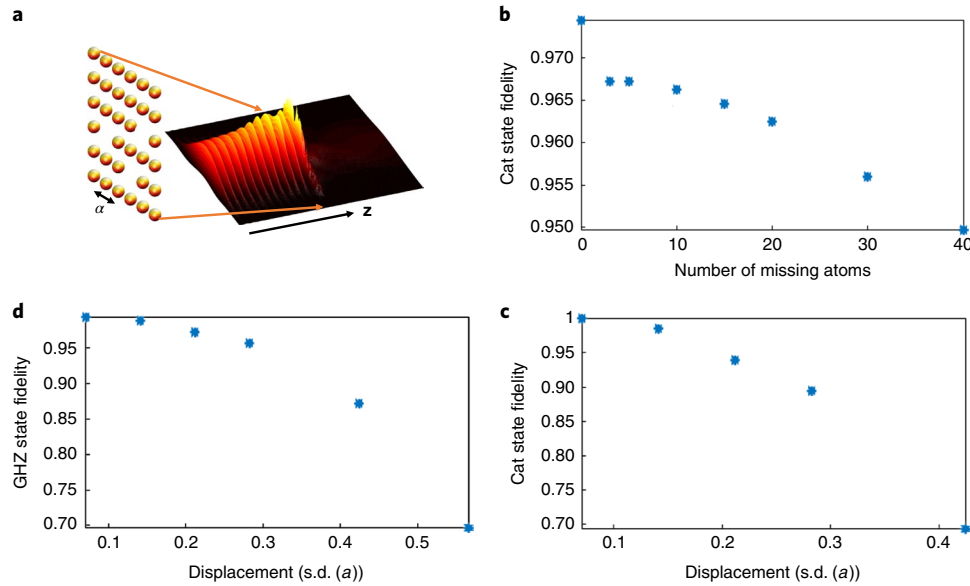 a
α
z
b
Cat state fidelity
0.970
0.965
0.960
0.955
0.950
0
10
20
30
40
Number of missing atoms
d
GHZ state fidelity
0.95
0.90
0.85
0.80
0.75
0.70
0.1
0.2
0.3
0.4
0.5
Displacement (s.d. (a))
c
Cat state fidelity
1
0.95
0.90
0.85
0.80
0.75
0.70
0.1
0.2
0.3
0.4
Displacement (s.d. (a))